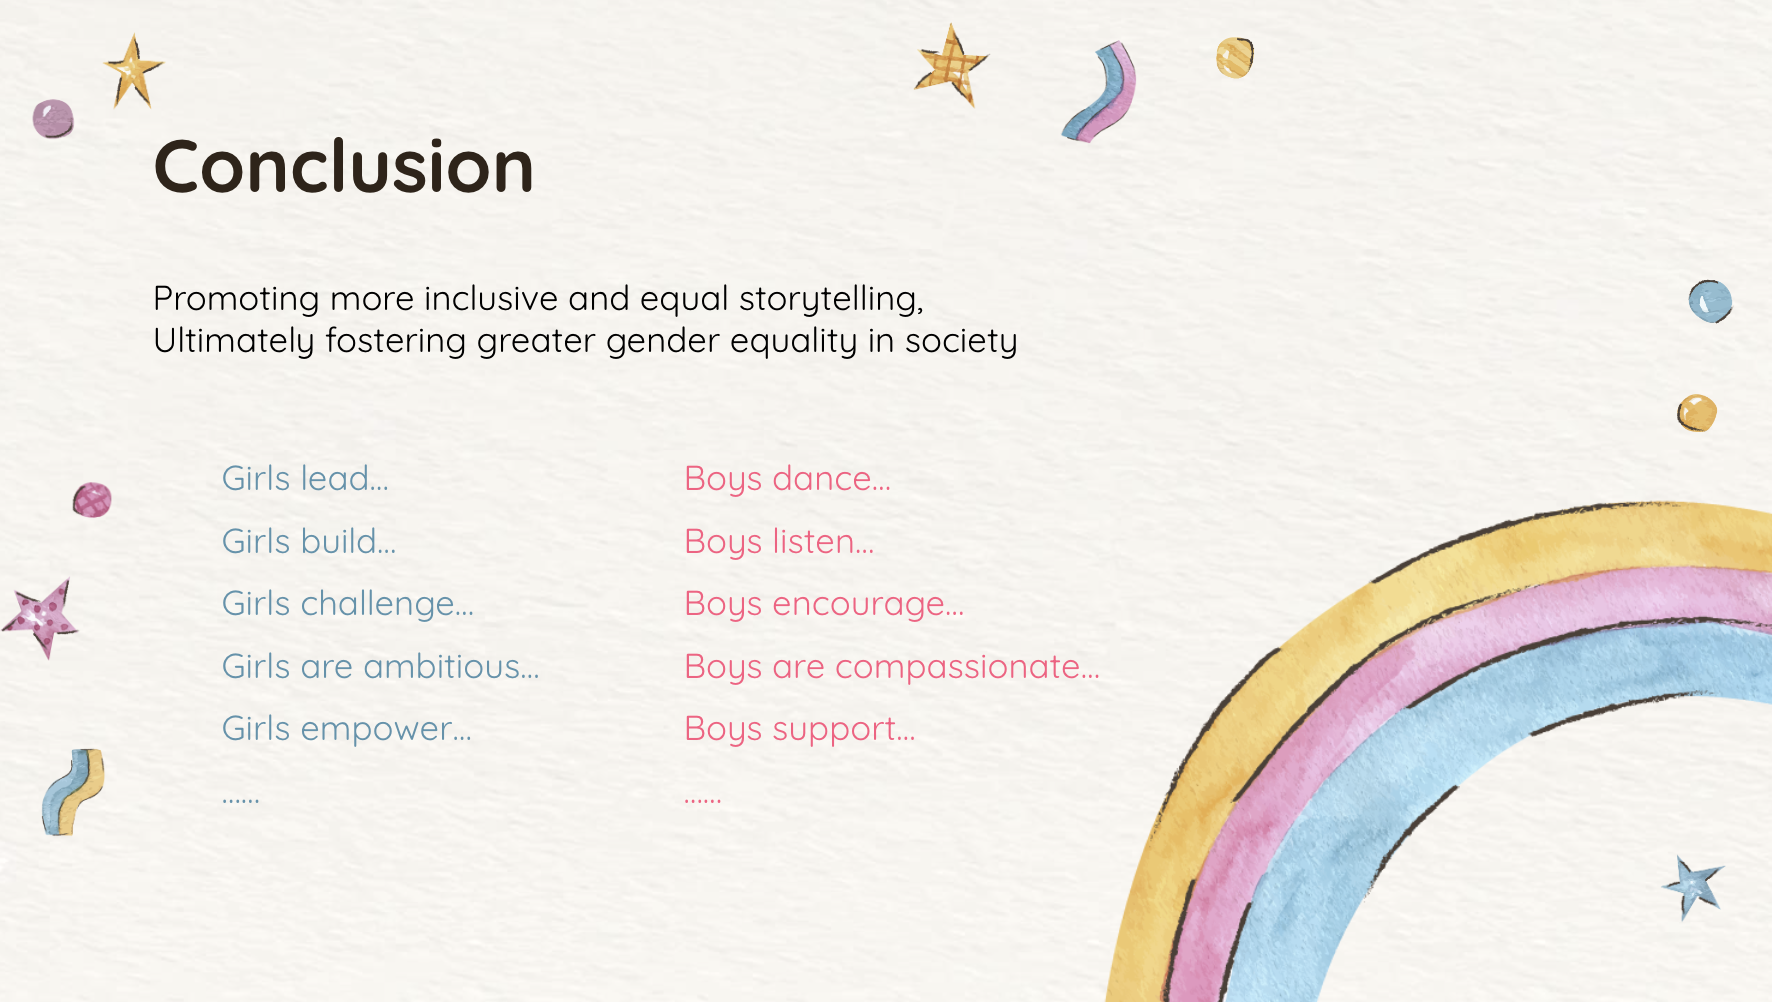 Conclusion
Promoting more inclusive and equal storytelling,
Ultimately fostering greater gender equality in society
Girls lead...
Girls build...
Girls challenge...
Girls are ambitious...
Girls empower...
......
Boys dance...
Boys listen...
Boys encourage...
Boys are compassionate...
Boys support...
......